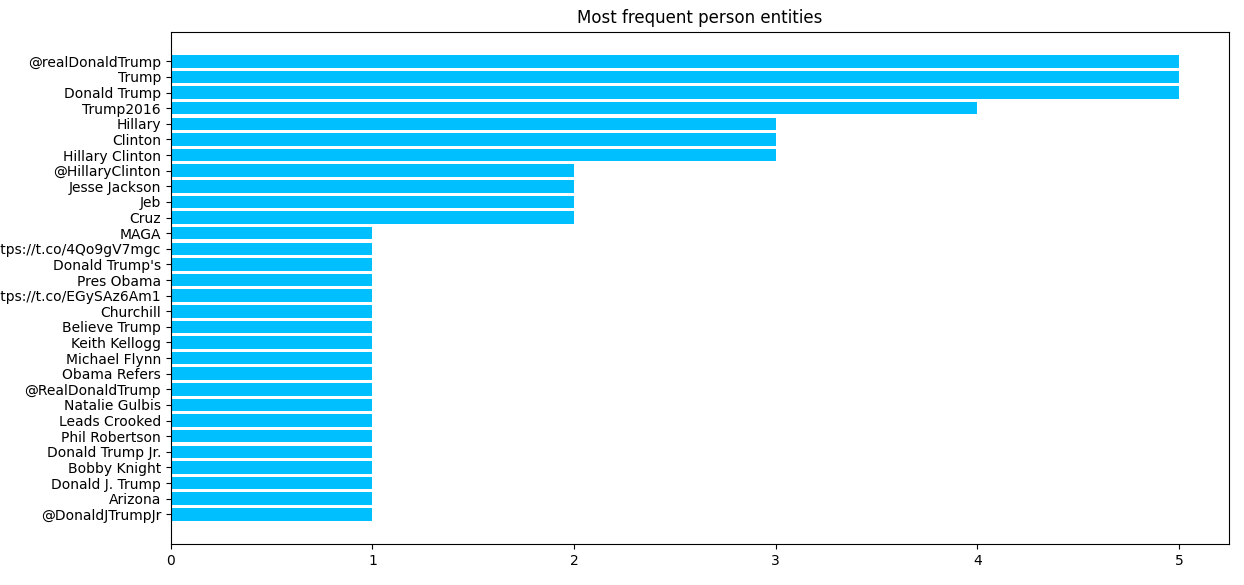 Most frequent person entities
@realDonaldTrump
Trump
Donald Trump
Trump2016
Hillary
Clinton
Hillary Clinton
@HillaryClinton
Jesse Jackson
Jeb
Cruz
MAGA
tps://t.co/4Qo9gV7mgc
Donald Trump's
Pres Obama
tps://t.co/EGySAz6Am1
Churchill
Believe Trump
Keith Kellogg
Michael Flynn
Obama Refers
@RealDonaldTrump
Natalie Gulbis
Leads Crooked
Phil Robertson
Donald Trump Jr.
Bobby Knight
Donald J. Trump
Arizona
@DonaldJTrumpJr
0 1 2 3 4 5